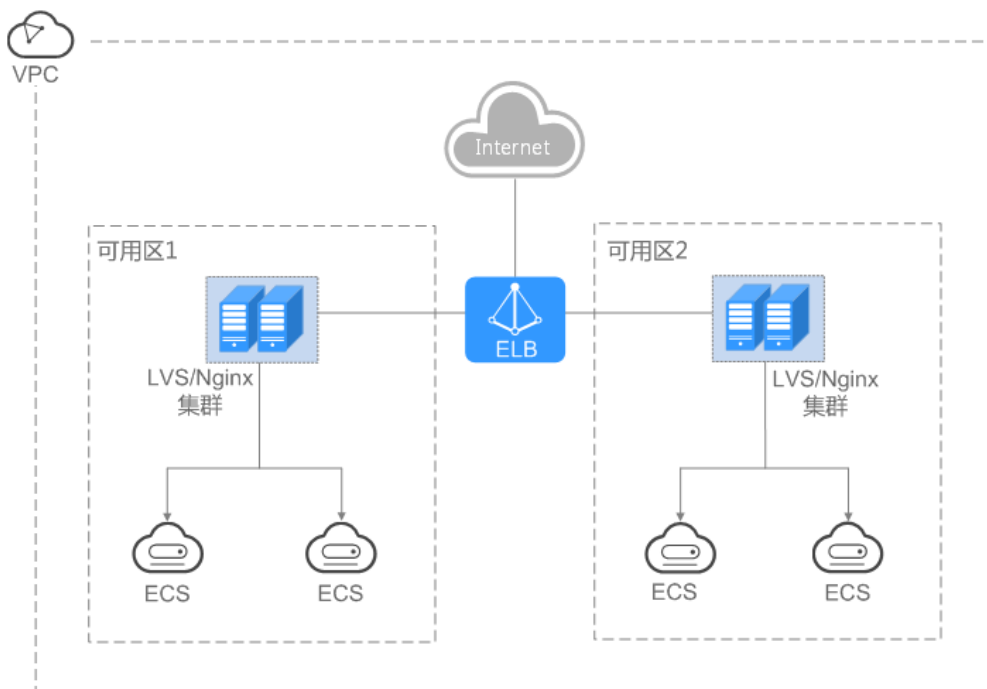 VPC
Internet
可用区1
可用区2
ELB
LVS/Nginx
集群
LVS/Nginx
集群
ECS
ECS
ECS
ECS